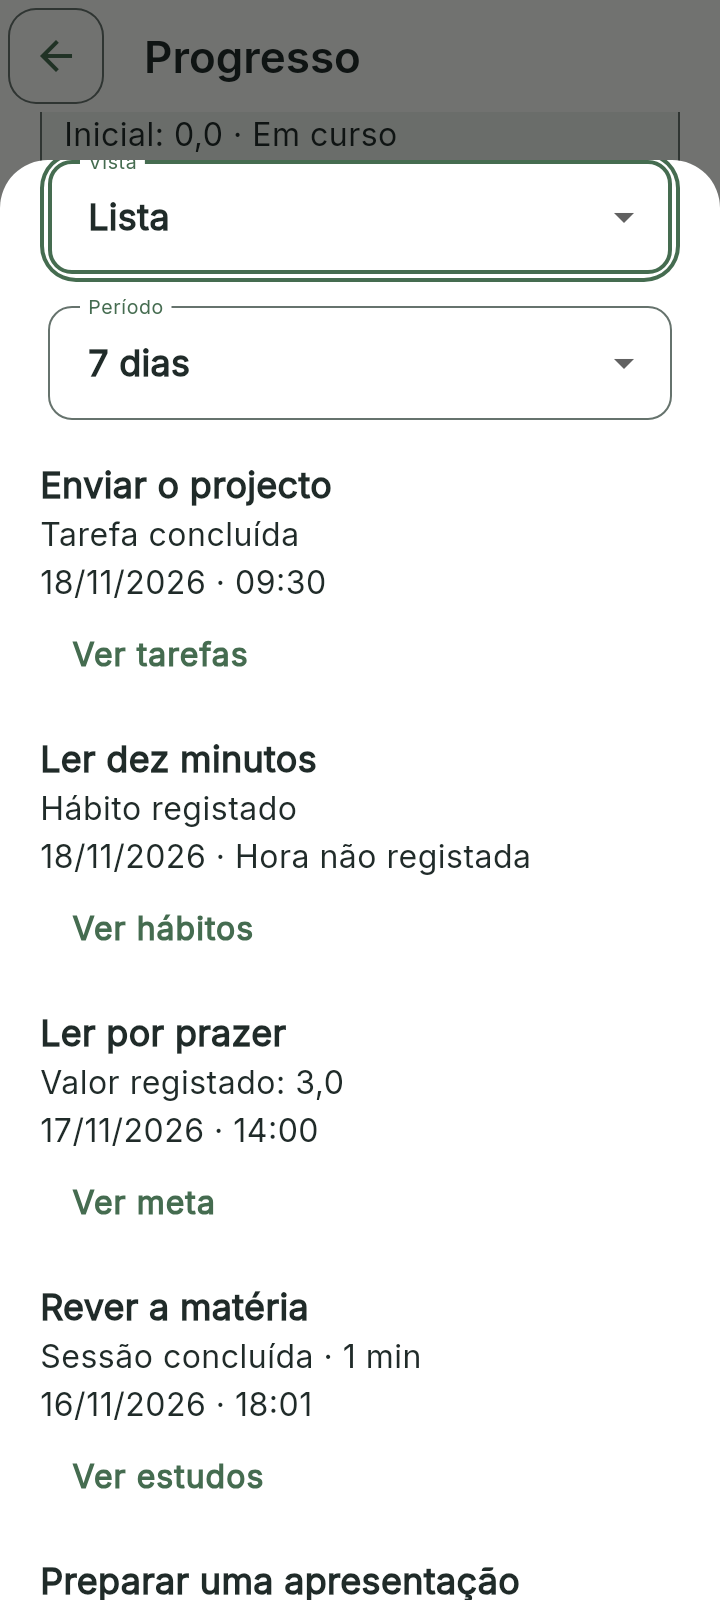 Progresso
Inicial: 0,0 · Em curso
Vista
Lista
Período
7 dias
Enviar o projecto
Tarefa concluída
18/11/2026 · 09:30
Ver tarefas
Ler dez minutos
Hábito registado
18/11/2026 · Hora não registada
Ver hábitos
Ler por prazer
Valor registado: 3,0
17/11/2026 · 14:00
Ver meta
Rever a matéria
Sessão concluída · 1 min
16/11/2026 · 18:01
Ver estudos
Preparar uma apresentação